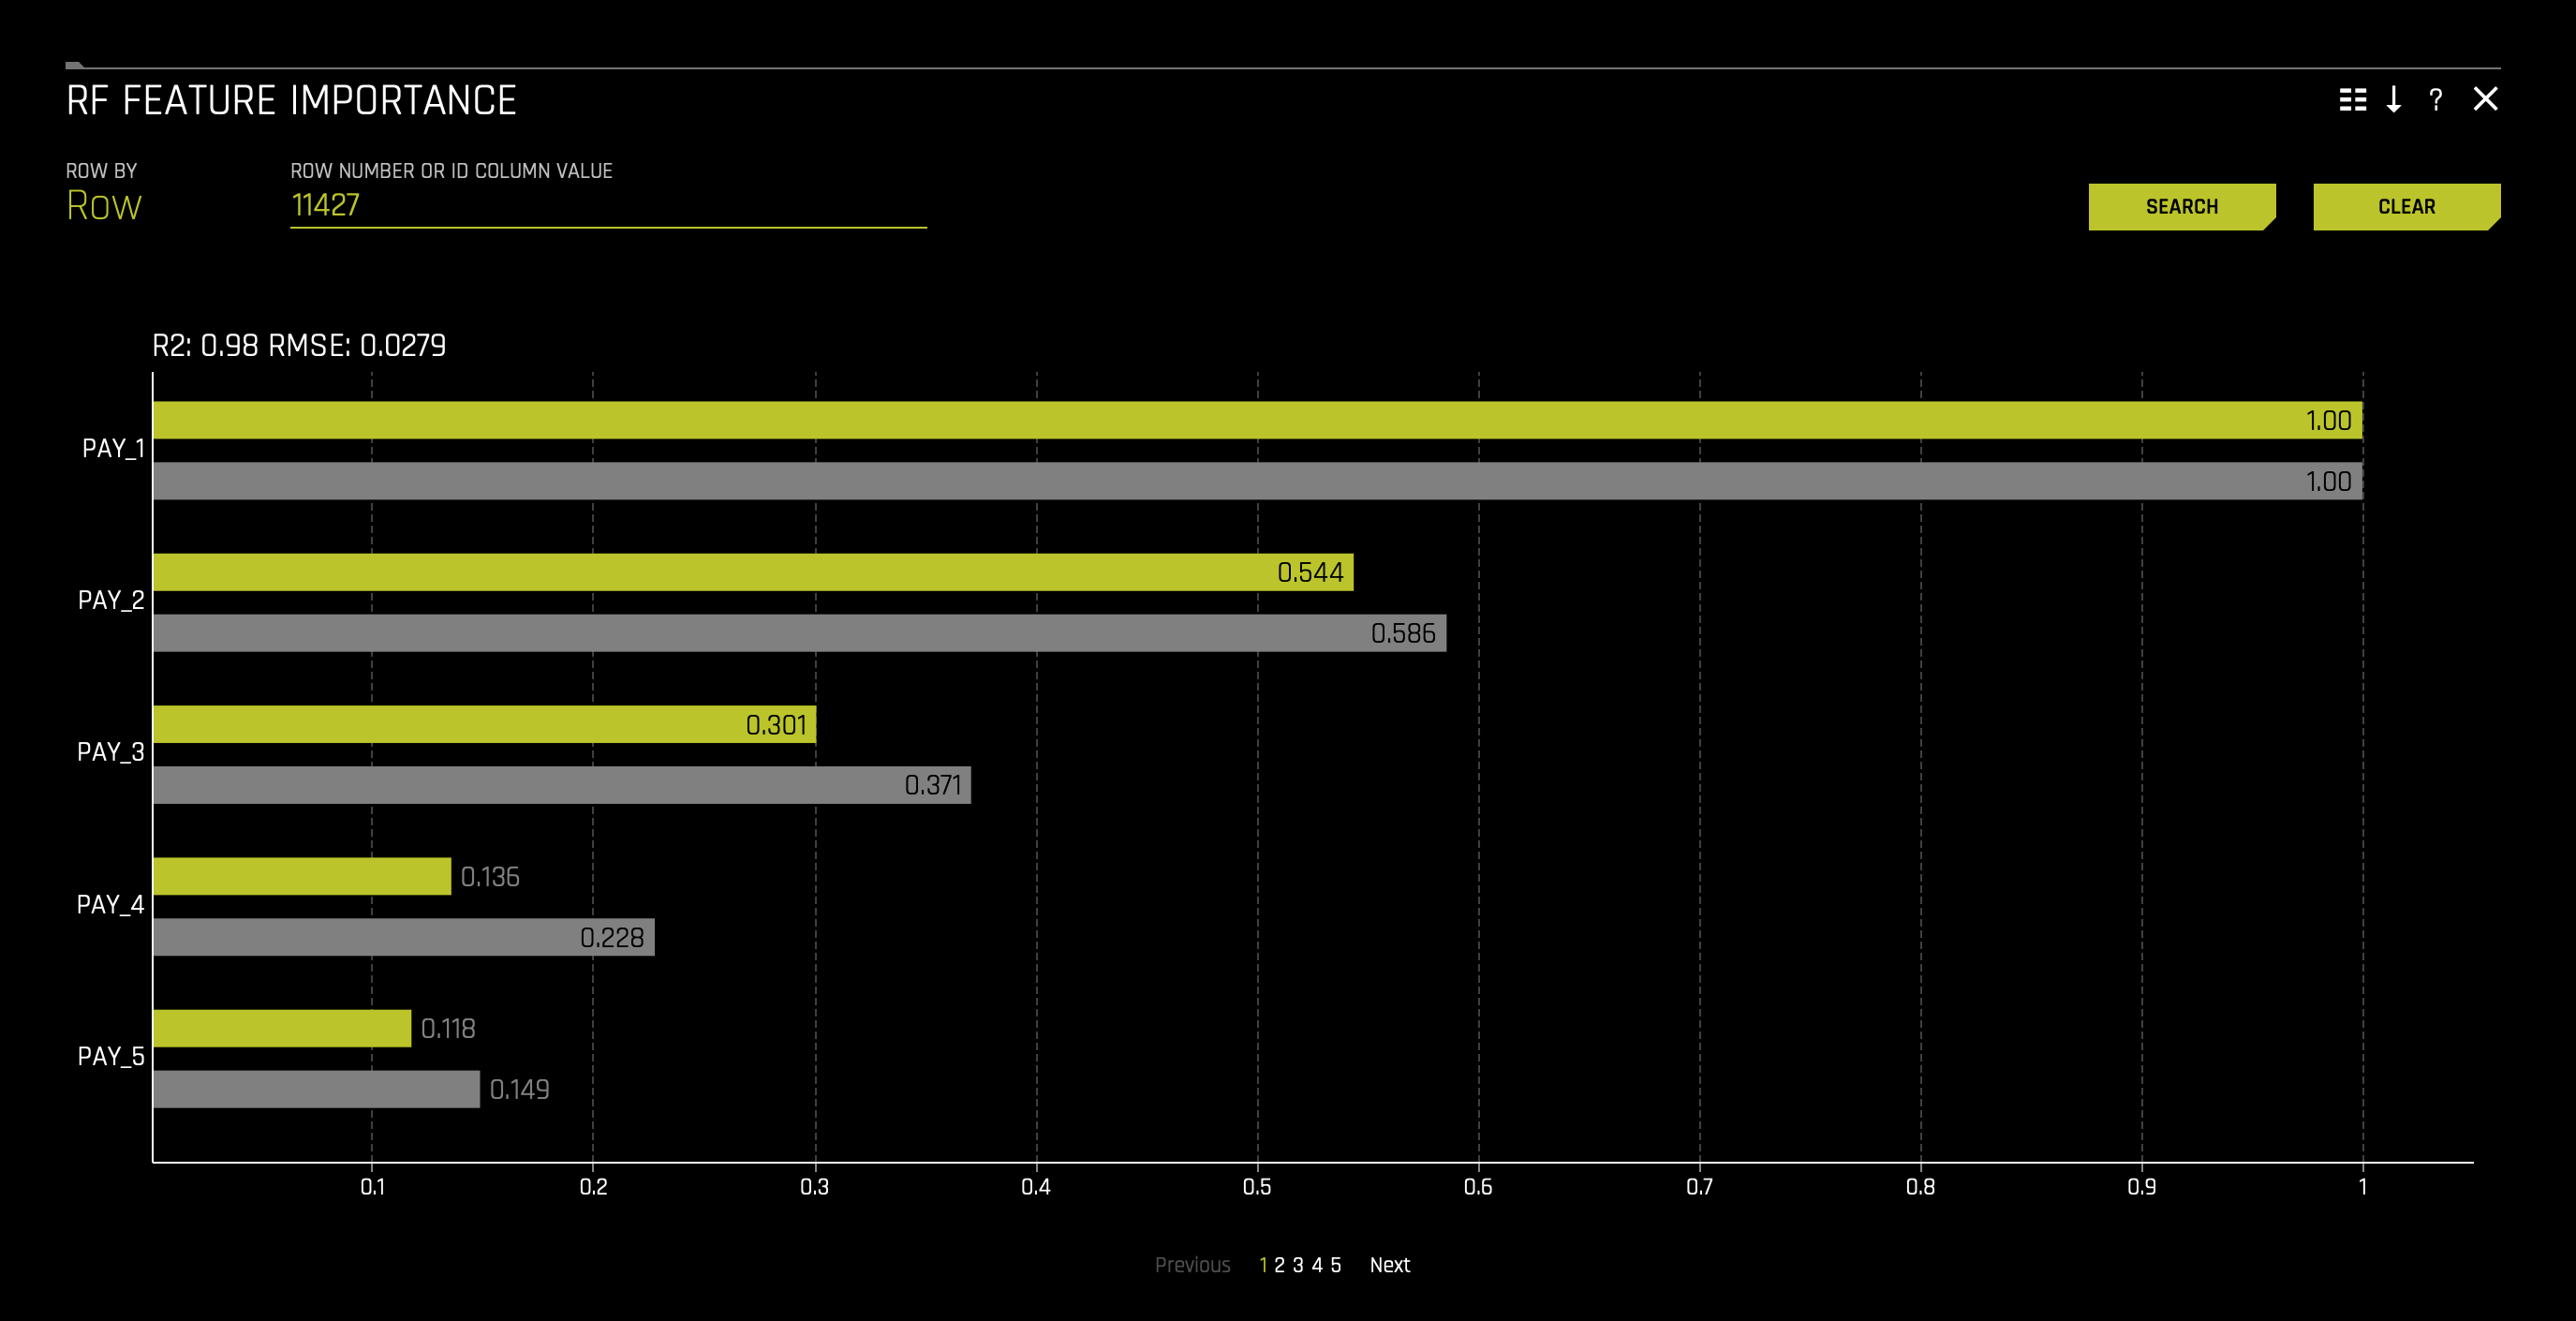 RF FEATURE IMPORTANCE
?
ROW BY
ROW NUMBER OR ID COLUMN VALUE
Row
11427
SEARCH
CLEAR
R2: 0.98 RMSE: 0.0279
PAY_1
1.00
1.00
PAY_2
0.544
0.586
PAY_3
0.301
0.371
PAY_4
0.136
0.228
PAY_5
0.118
0.149
0.1 0.2 0.3 0.4 0.5 0.6 0.7 0.8 0.9 1
Previous 1 2 3 4 5 Next